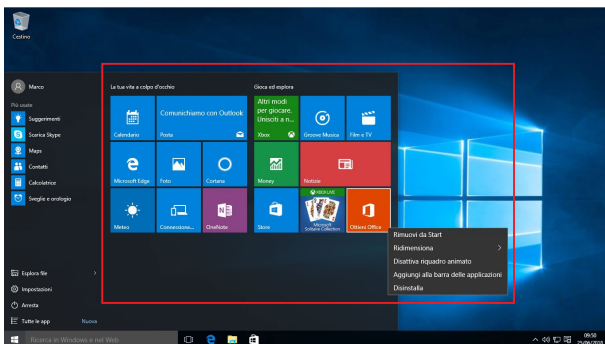 Cestino
Marco
Più usate
Suggerimenti
Scarica Skype
Maps
Contatti
Calcolatrice
Sveglie e orologio
Esplora file
Impostazioni
Arresta
Tutte le app Nuova
La tua vita a colpo d'occhio
Calendario
Comunichiamo con Outlook
Posta
Microsoft Edge
Foto
Cortana
Meteo
Connessione...
OneNote
Gioca ed esplora
Altri modi
per giocare.
Unisciti a n...
Xbox
Groove Musica
Film e TV
Money
Notizie
Store
XBOX LIVE
Microsoft
Solitaire Collection
Ottieni Office
Rimuovi da Start
Ridimensiona
Disattiva riquadro animato
Aggiungi alla barra delle applicazioni
Disinstalla
Ricerca in Windows e nel Web
09:50